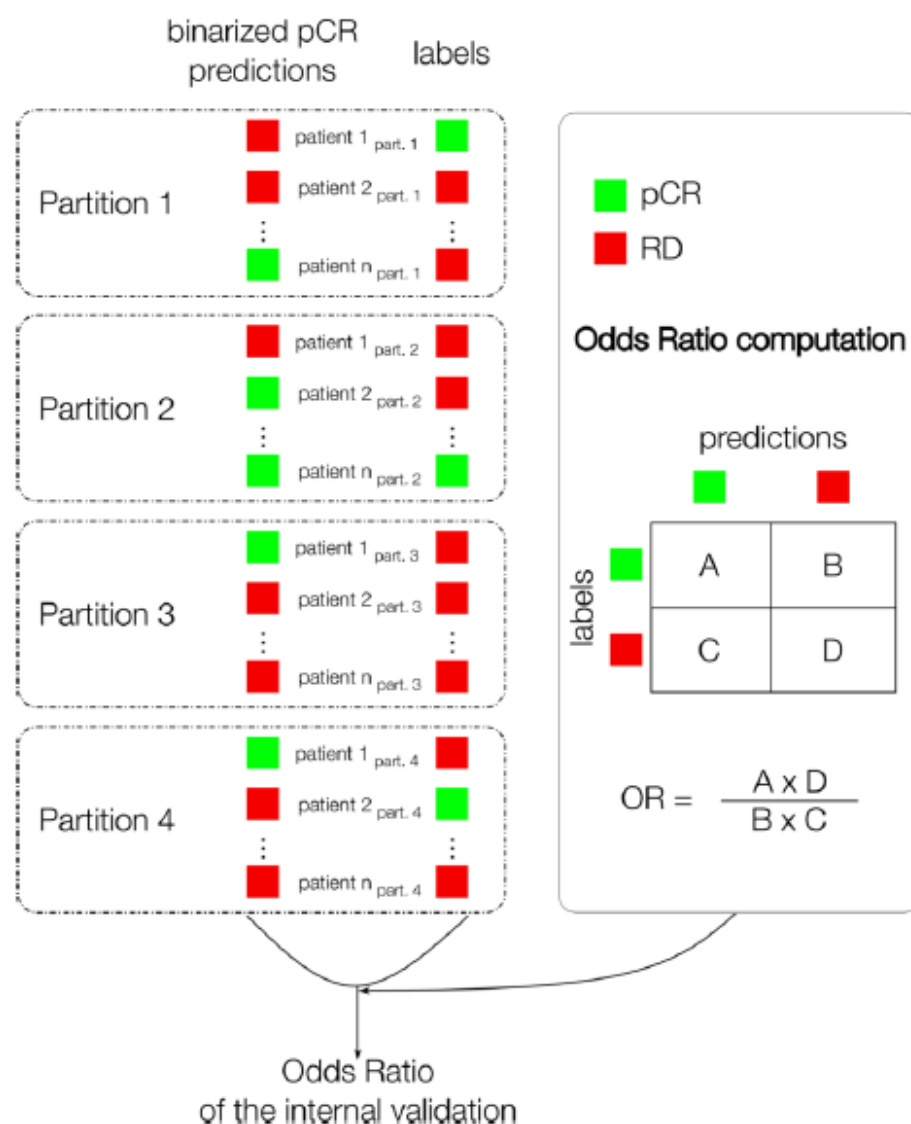 binarized pCR
predictions
labels
Partition 1
patient 1 part. 1
patient 2 part. 1
patient n part. 1
Partition 2
patient 1 part. 2
patient 2 part. 2
patient n part. 2
Partition 3
patient 1 part. 3
patient 2 part. 3
patient n part. 3
Partition 4
patient 1 part. 4
patient 2 part. 4
patient n part. 4
pCR
RD
Odds Ratio computation
predictions
labels
A B
C D
OR = A x D
B x C
Odds Ratio
of the internal validation